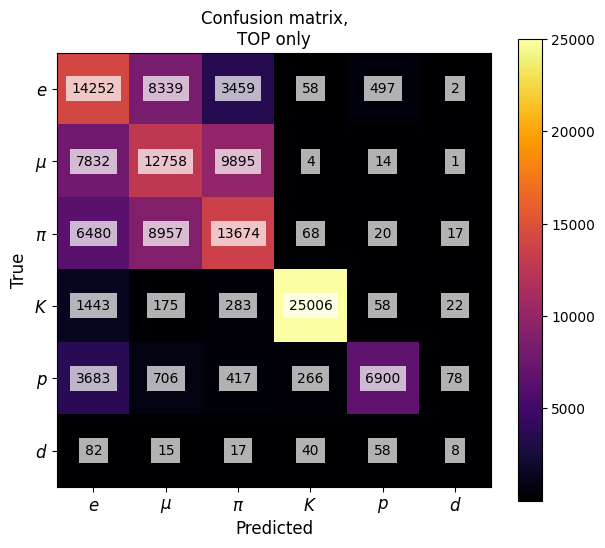 Confusion matrix,
TOP only
e 14252 8339 3459 58 497 2
μ 7832 12758 9895 4 14 1
π 6480 8957 13674 68 20 17
K 1443 175 283 25006 58 22
p 3683 706 417 266 6900 78
d 82 15 17 40 58 8
e μ π K p d
Predicted
True
25000
20000
15000
10000
5000